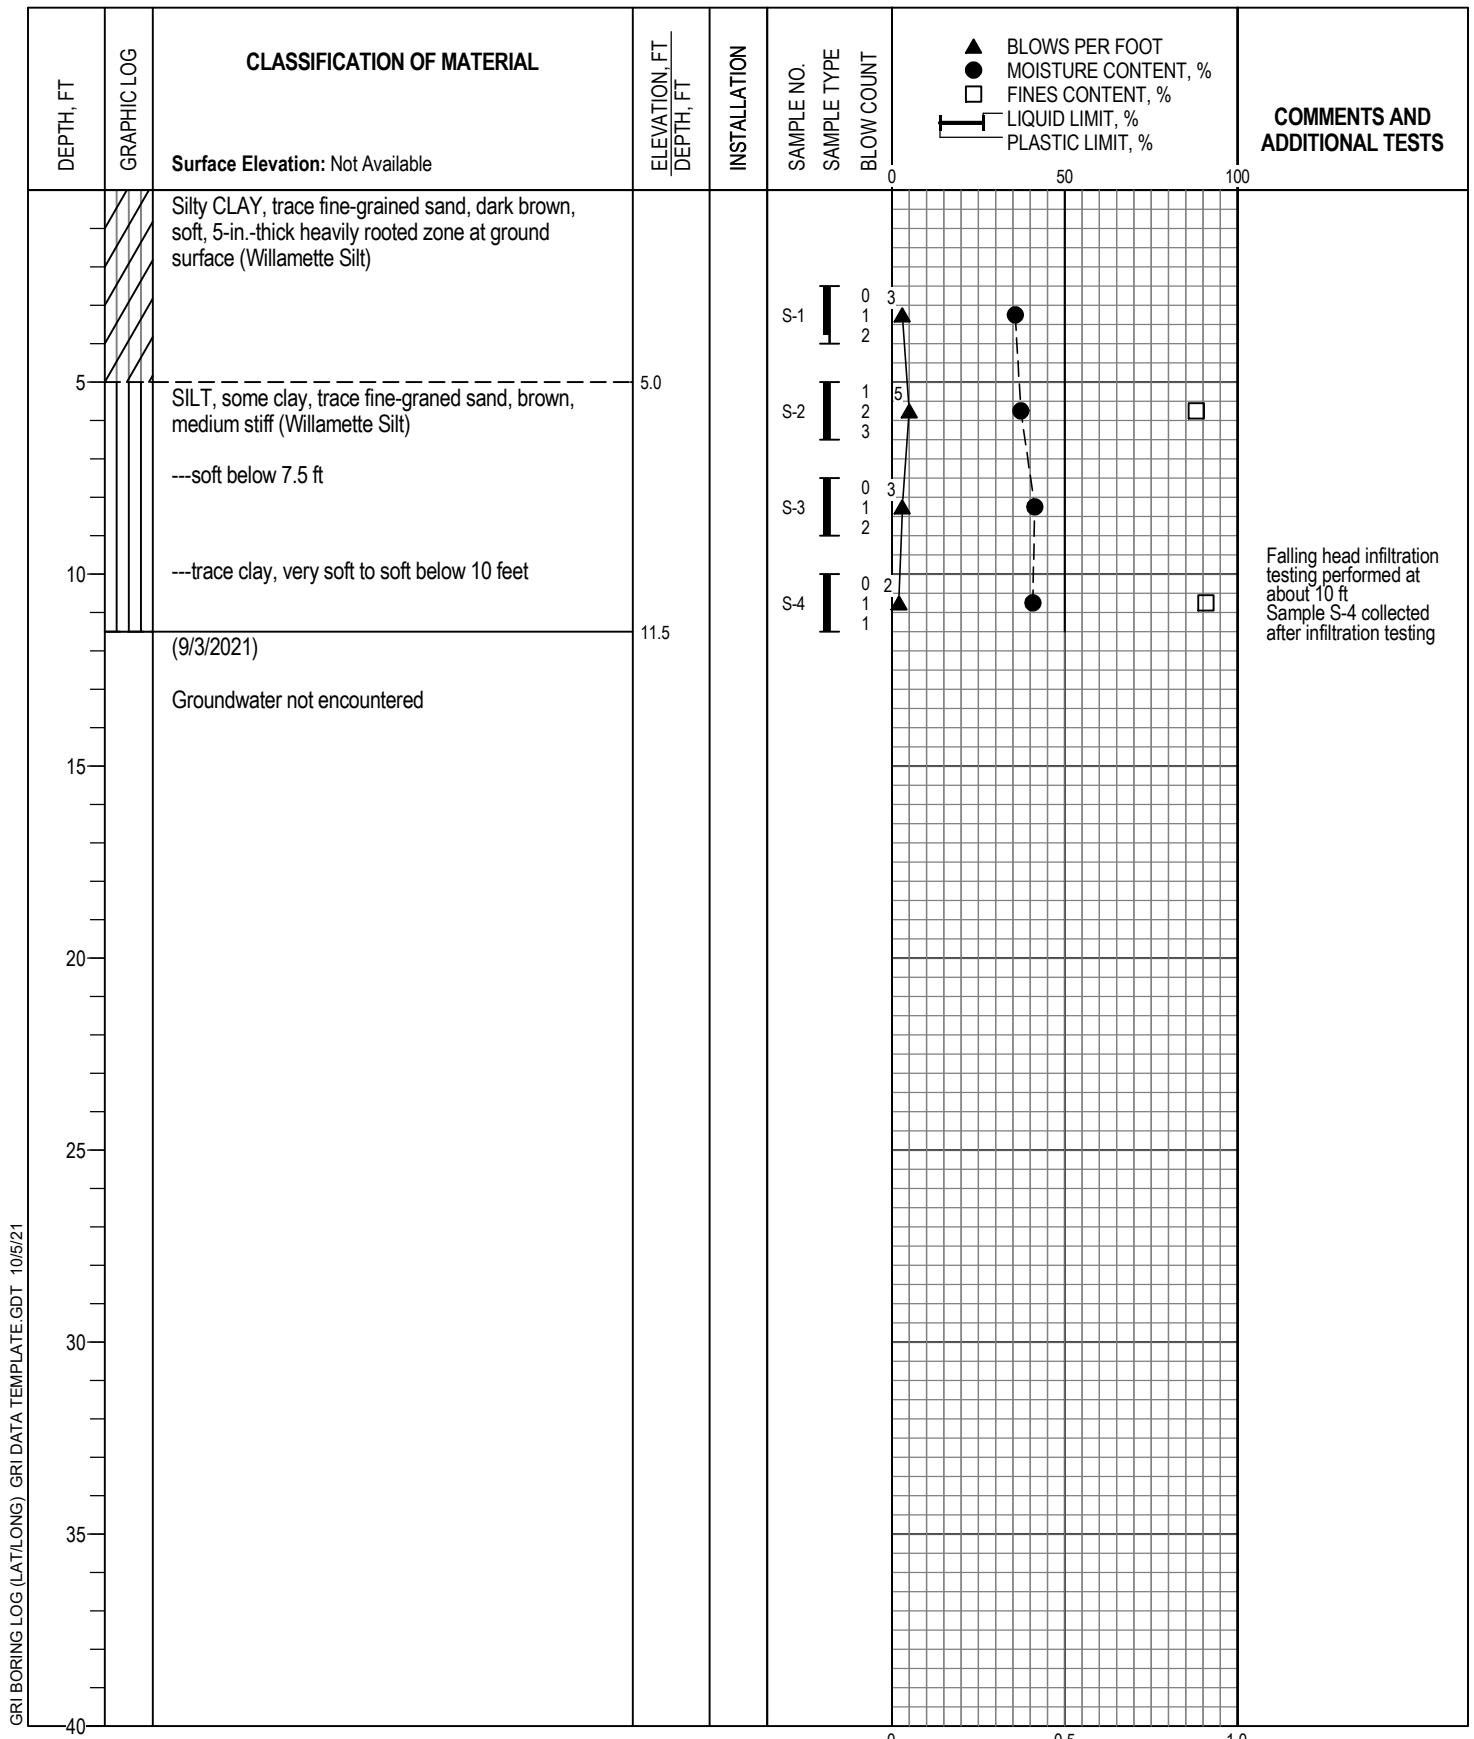 DEPTH, FT
GRAPHIC LOG
CLASSIFICATION OF MATERIAL
Surface Elevation: Not Available
ELEVATION, FT
DEPTH, FT
INSTALLATION
SAMPLE NO.
SAMPLE TYPE
BLOW COUNT
BLOWS PER FOOT
MOISTURE CONTENT, %
FINES CONTENT, %
LIQUID LIMIT, %
PLASTIC LIMIT, %
0 50 100
COMMENTS AND
ADDITIONAL TESTS
Silty CLAY, trace fine-grained sand, dark brown,
soft, 5-in.-thick heavily rooted zone at ground
surface (Willamette Silt)
S-1
0
1
2
3
5
5.0
SILT, some clay, trace fine-graned sand, brown,
medium stiff (Willamette Silt)
S-2
1
2
3
5
---soft below 7.5 ft
S-3
0
1
2
3
10
---trace clay, very soft to soft below 10 feet
S-4
0
1
1
2
Falling head infiltration
testing performed at
about 10 ft
Sample S-4 collected
after infiltration testing
11.5
(9/3/2021)
Groundwater not encountered
15
20
25
30
35
40
0 0.5 1.0
GRI BORING LOG (LAT/LONG) GRI DATA TEMPLATE.GDT 10/5/21